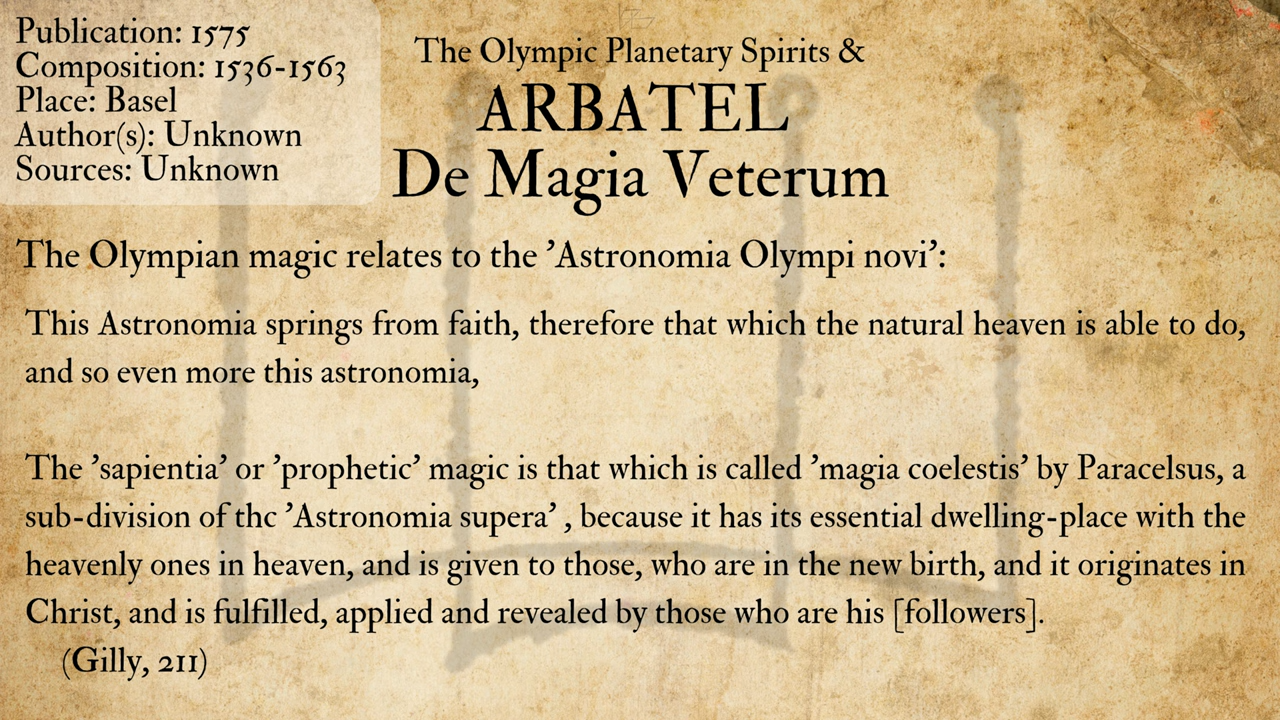 Publication: 1575
Composition: 1536-1563
Place: Basel
Author(s): Unknown
Sources: Unknown
The Olympic Planetary Spirits &
ARBATEL
De Magia Veterum
The Olympian magic relates to the 'Astronomia Olympi novi':
This Astronomia springs from faith, therefore that which the natural heaven is able to do,
and so even more this astronomia,
The 'sapientia' or 'prophetic' magic is that which is called 'magia coelestis' by Paracelsus, a
sub-division of thc 'Astronomia supera' , because it has its essential dwelling-place with the
heavenly ones in heaven, and is given to those, who are in the new birth, and it originates in
Christ, and is fulfilled, applied and revealed by those who are his [followers].
(Gilly, 211)